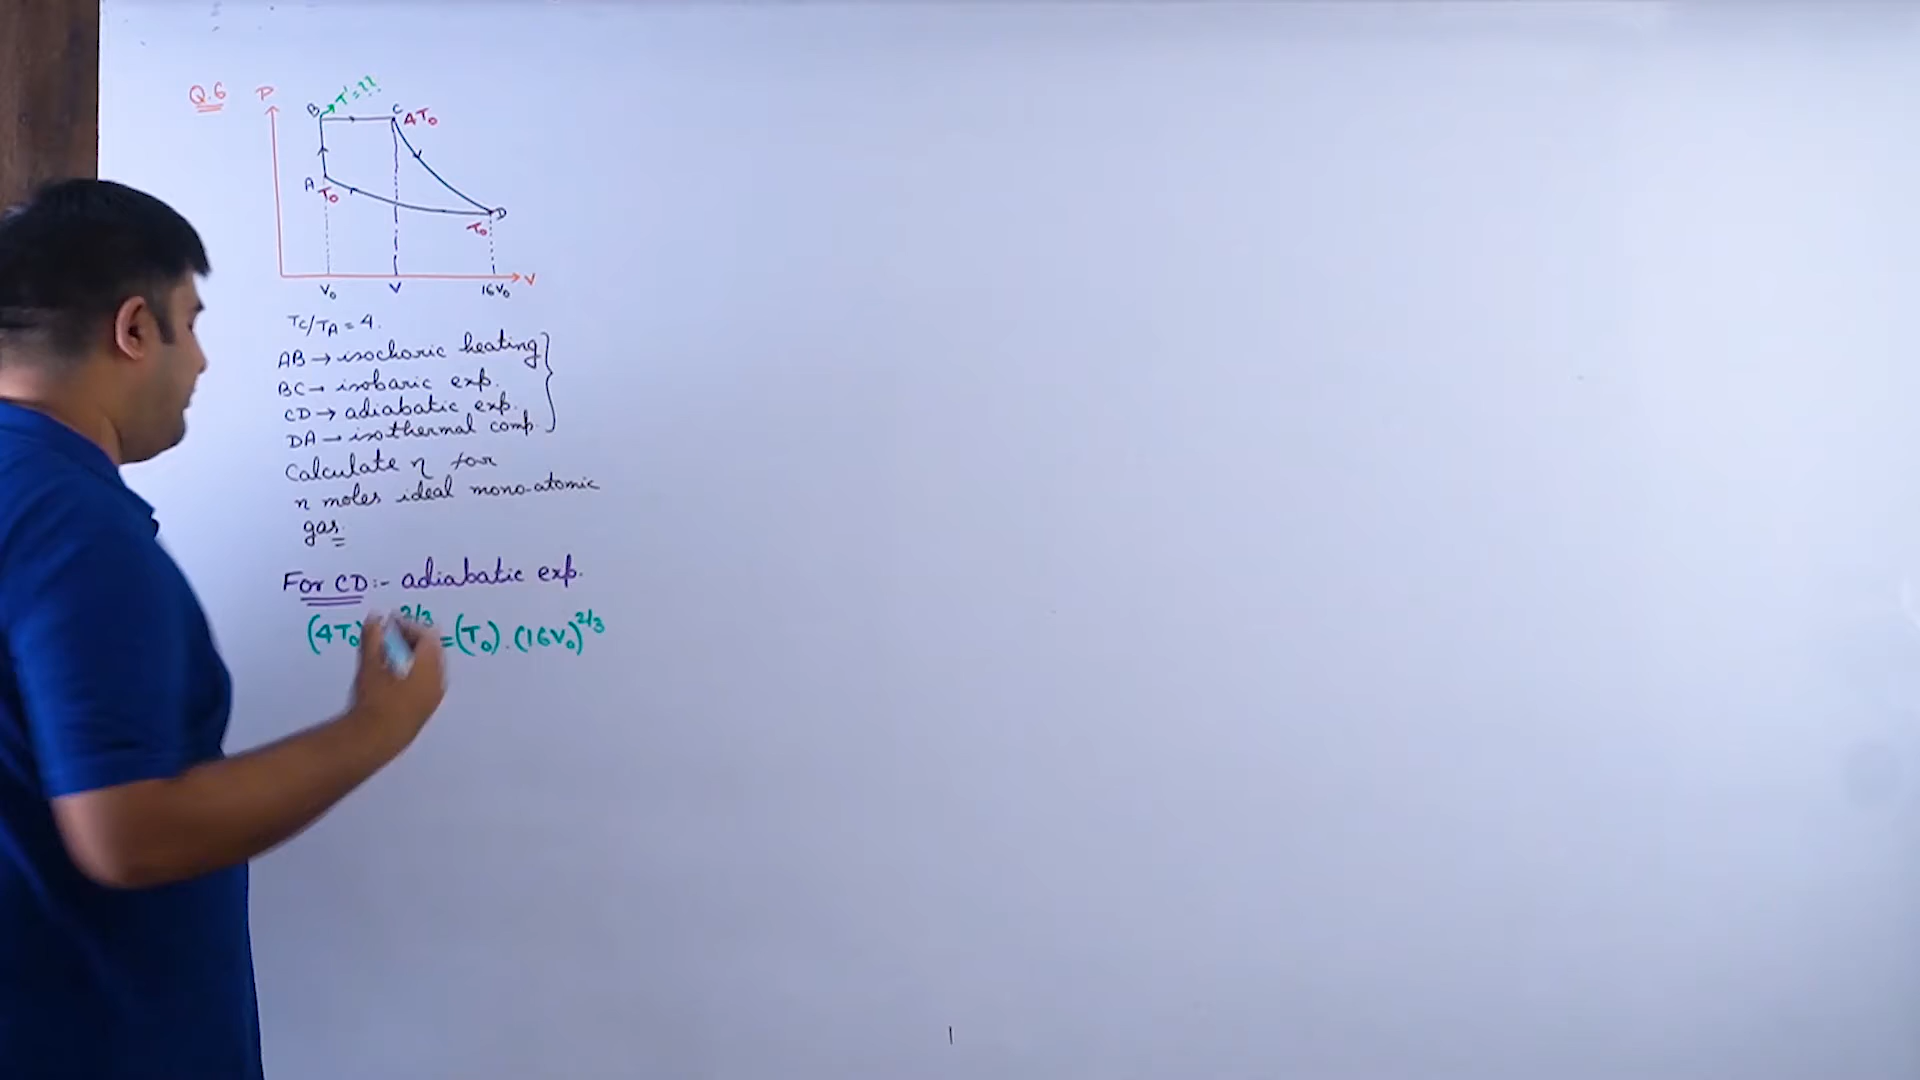 Q.6
P
B T'=??
C 4T₀
A
T₀
D
T₀
V₀ V 16V₀ V
Tc/TA = 4.
AB → isochoric heating
BC → isobaric exp.
CD → adiabatic exp.
DA → isothermal comp.
Calculate η for
n moles ideal mono-atomic
gas.
For CD:- adiabatic exp.
(4T₀) 2/3 = (T₀).(16V₀)^2/3